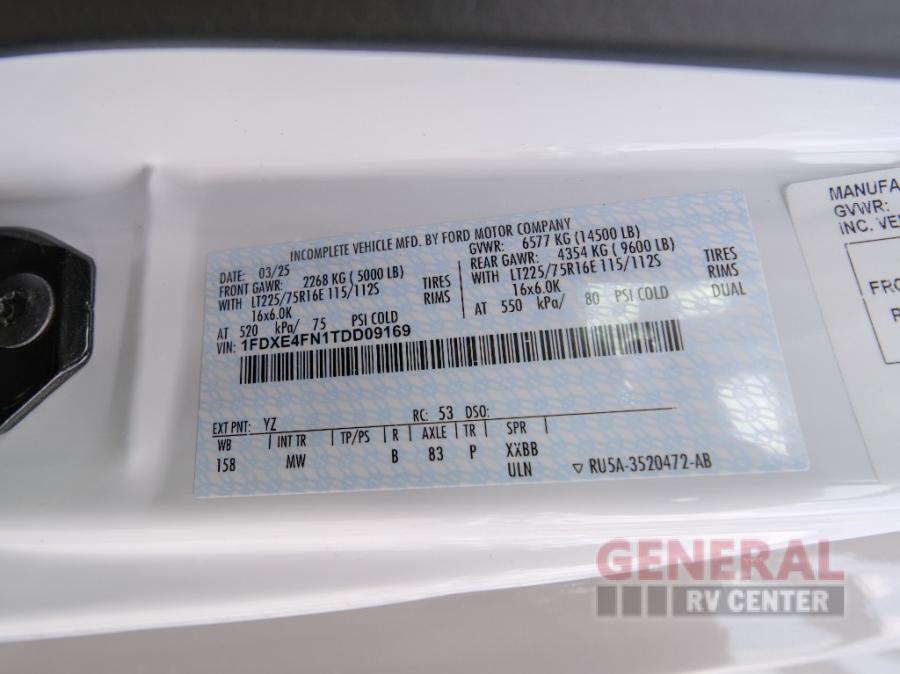 INCOMPLETE VEHICLE MFD. BY FORD MOTOR COMPANY
DATE: 03/25 GVWR: 6577 KG (14500 LB)
FRONT GAWR: 2268 KG ( 5000 LB) REAR GAWR: 4354 KG ( 9600 LB)
WITH LT225/75R16E 115/112S TIRES WITH LT225/75R16E 115/112S TIRES
16x6.0K RIMS 16x6.0K RIMS
AT 520 kPa/ 75 PSI COLD AT 550 kPa/ 80 PSI COLD DUAL
VIN: 1FDXE4FN1TDD09169
EXT PNT: YZ RC: 53 DSO:
WB INT TR TP/PS R AXLE TR SPR
158 MW B 83 P XXBB
ULN ▽ RU5A-3520472-AB
MANUFA
GVWR:
INC. VE
FRO
R
GENERAL
RV CENTER